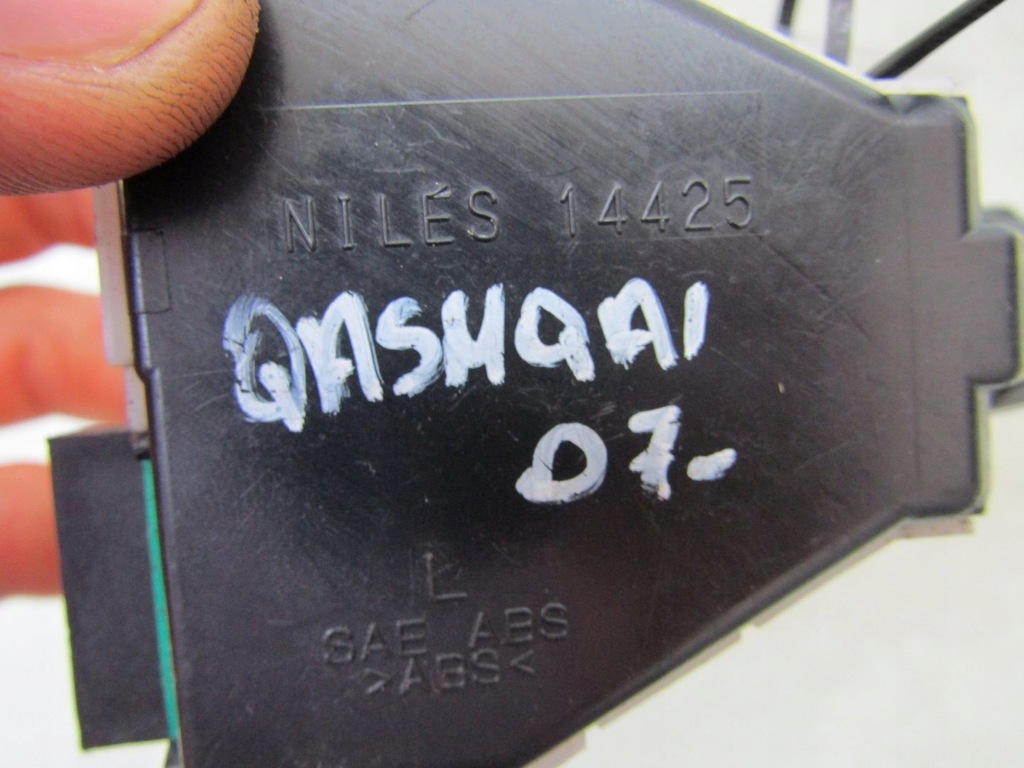 NILES 14425
QASHQAI
07-
L
SAE ABS
>ABS<